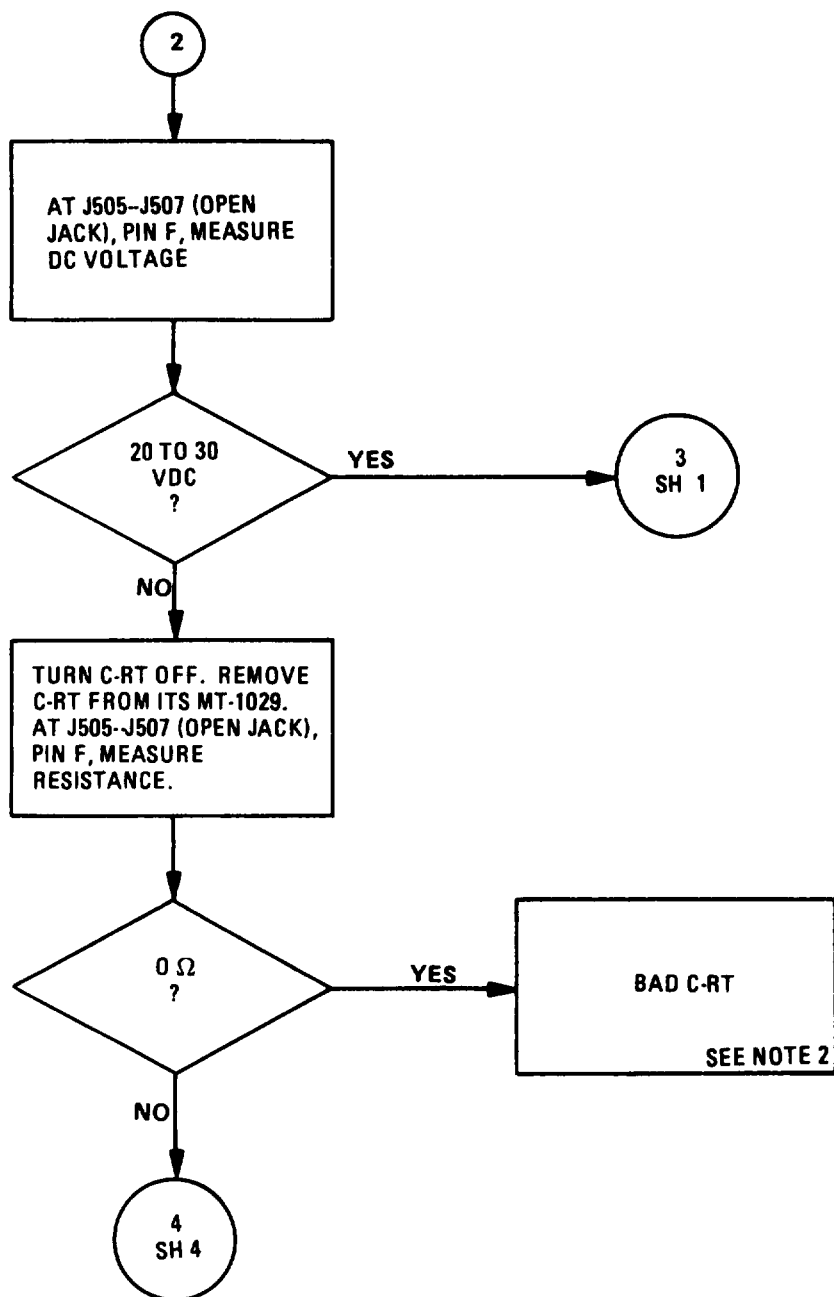 2
AT J505-J507 (OPEN
JACK), PIN F, MEASURE
DC VOLTAGE
20 TO 30
VDC
?
YES
3
SH 1
NO
TURN C-RT OFF. REMOVE
C-RT FROM ITS MT-1029.
AT J505-J507 (OPEN JACK),
PIN F, MEASURE
RESISTANCE.
0 Ω
?
YES
BAD C-RT
SEE NOTE 2
NO
4
SH 4